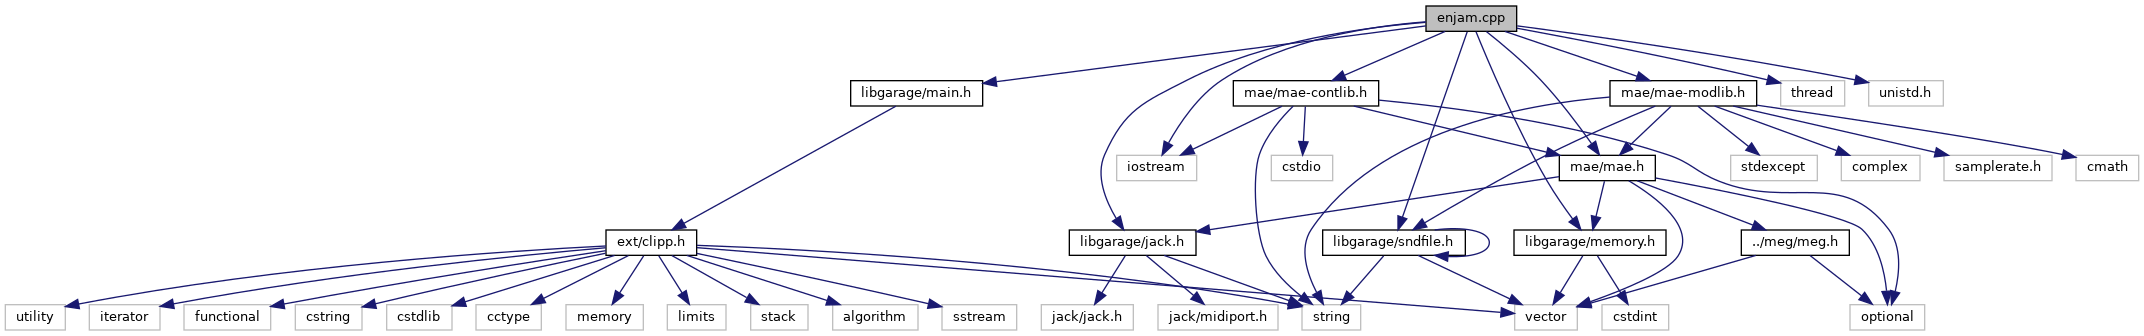 enjam.cpp
libgarage/main.h
mae/mae-contlib.h
mae/mae-modlib.h
thread
unistd.h
iostream
cstdio
mae/mae.h
stdexcept
complex
samplerate.h
cmath
ext/clipp.h
libgarage/jack.h
libgarage/sndfile.h
libgarage/memory.h
../meg/meg.h
utility
iterator
functional
cstring
cstdlib
cctype
memory
limits
stack
algorithm
sstream
jack/jack.h
jack/midiport.h
string
vector
cstdint
optional